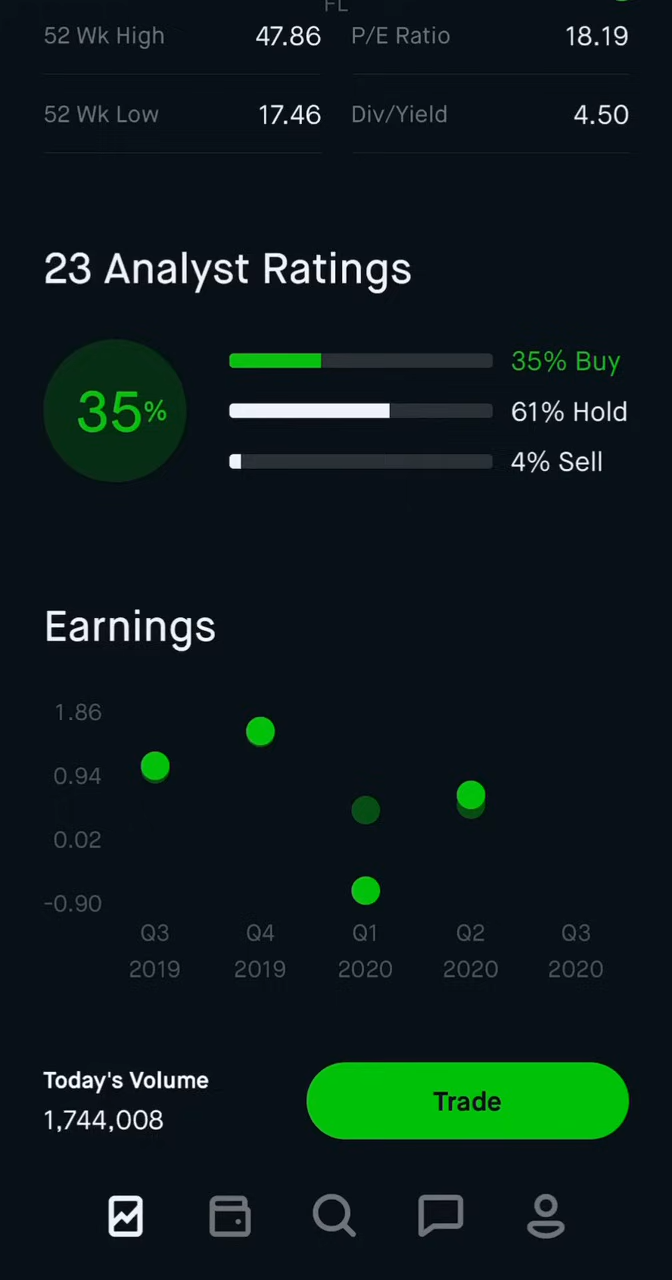 FL
52 Wk High 47.86 P/E Ratio 18.19
52 Wk Low 17.46 Div/Yield 4.50
23 Analyst Ratings
35% Buy
35%
61% Hold
4% Sell
Earnings
1.86
0.94
0.02
-0.90
Q3 Q4 Q1 Q2 Q3
2019 2019 2020 2020 2020
Today's Volume
1,744,008
Trade